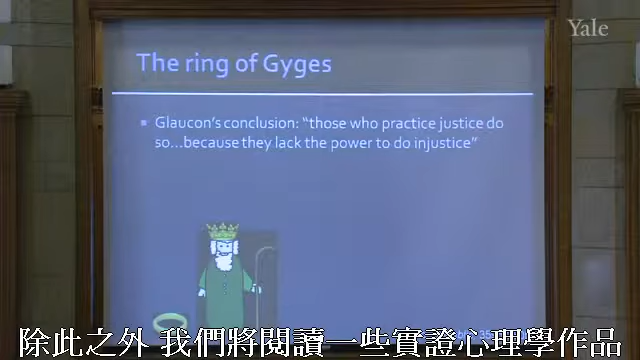 Yale
The ring of Gyges
Glaucon's conclusion: "those who practice justice do
so...because they lack the power to do injustice"
除此之外 我們將閱讀一些實證心理學作品